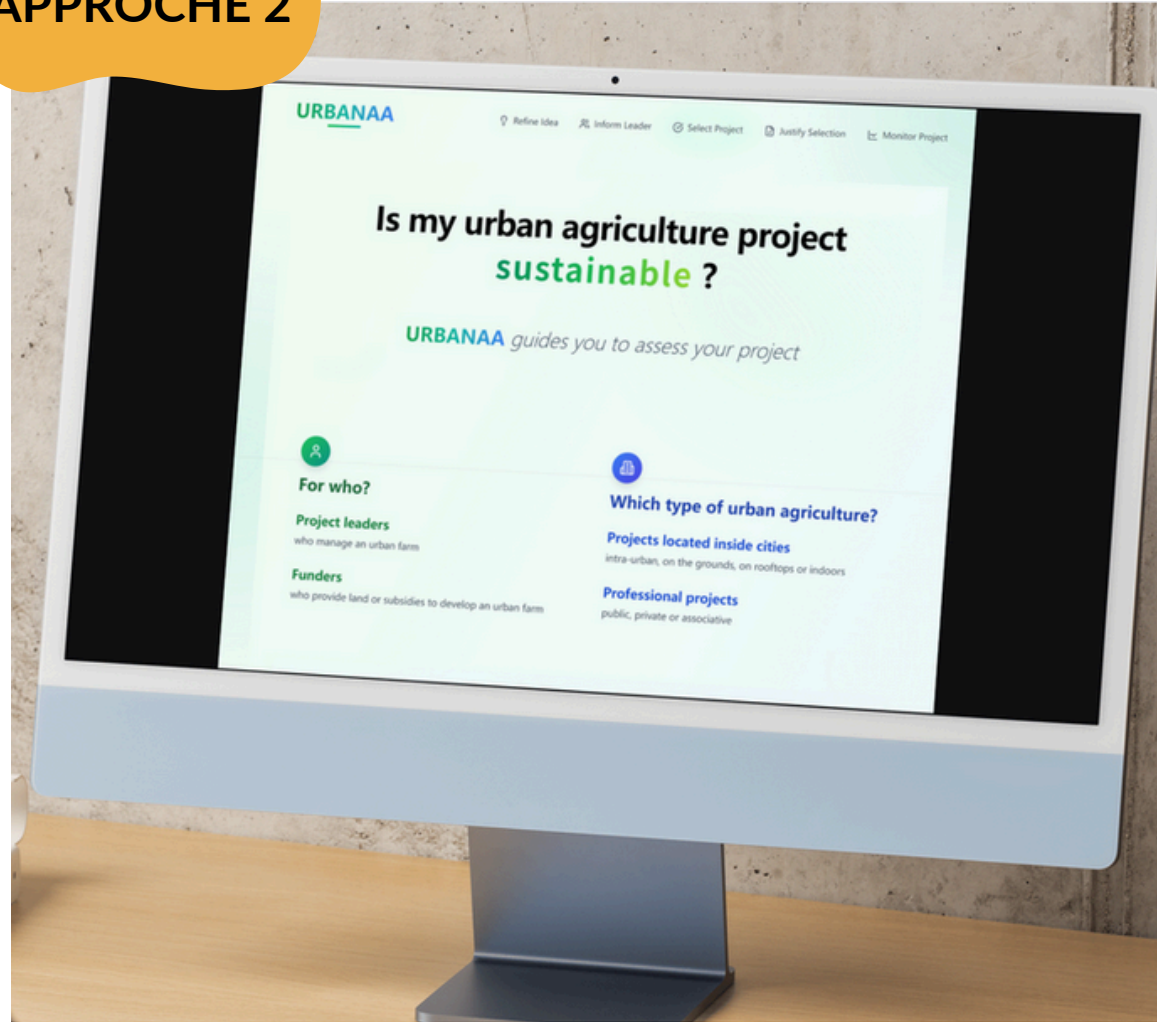 APPROCHE 2
URBANAA
Refine Idea
Inform Leader
Select Project
Justify Selection
Monitor Project
Is my urban agriculture project
sustainable ?
URBANAA guides you to assess your project
For who?
Project leaders
who manage an urban farm
Funders
who provide land or subsidies to develop an urban farm
Which type of urban agriculture?
Projects located inside cities
intra-urban, on the grounds, on rooftops or indoors
Professional projects
public, private or associative